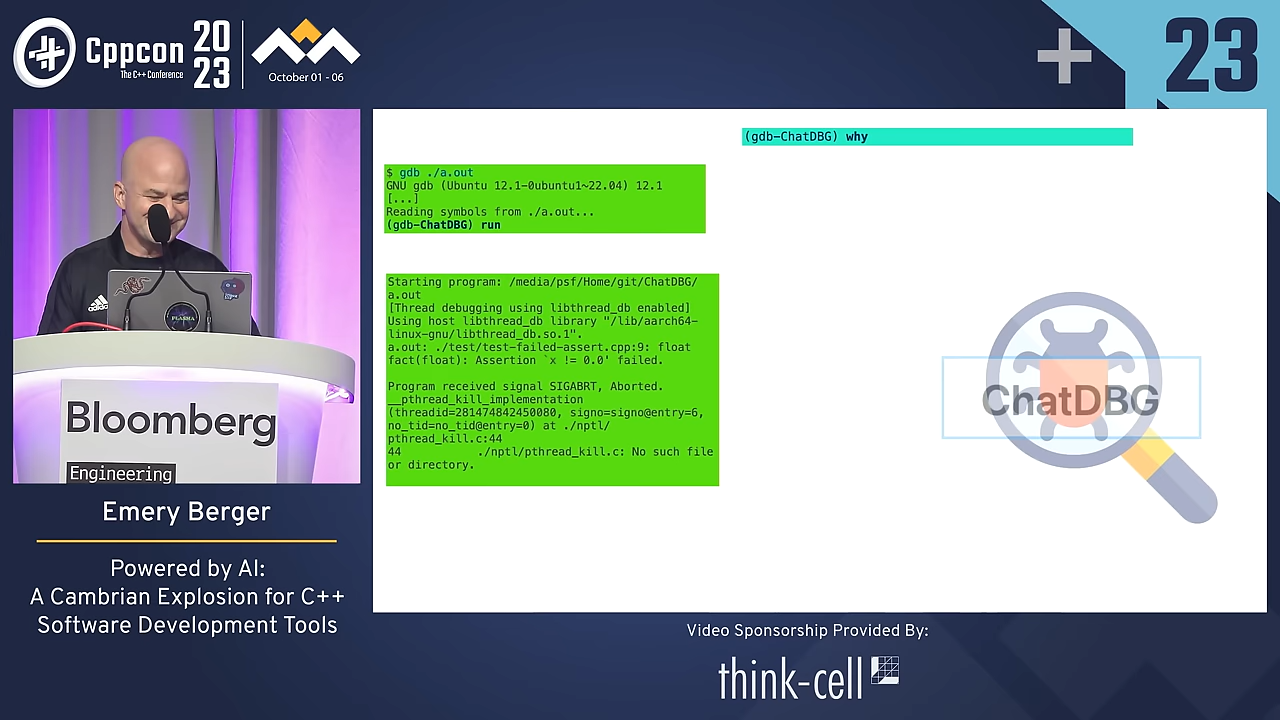 Cppcon
The C++ Conference
20
23
October 01 - 06
23
adidas
PLASMA
Bloomberg
Engineering
Emery Berger
Powered by AI:
A Cambrian Explosion for C++
Software Development Tools
$ gdb ./a.out
GNU gdb (Ubuntu 12.1-0ubuntu1~22.04) 12.1
[...]
Reading symbols from ./a.out...
(gdb-ChatDBG) run
Starting program: /media/psf/Home/git/ChatDBG/
a.out
[Thread debugging using libthread_db enabled]
Using host libthread_db library "/lib/aarch64-
linux-gnu/libthread_db.so.1".
a.out: ./test/test-failed-assert.cpp:9: float
fact(float): Assertion `x != 0.0' failed.
Program received signal SIGABRT, Aborted.
__pthread_kill_implementation
(threadid=281474842450080, signo=signo@entry=6,
no_tid=no_tid@entry=0) at ./nptl/
pthread_kill.c:44
44 ./nptl/pthread_kill.c: No such file
or directory.
(gdb-ChatDBG) why
ChatDBG
Video Sponsorship Provided By:
think-cell